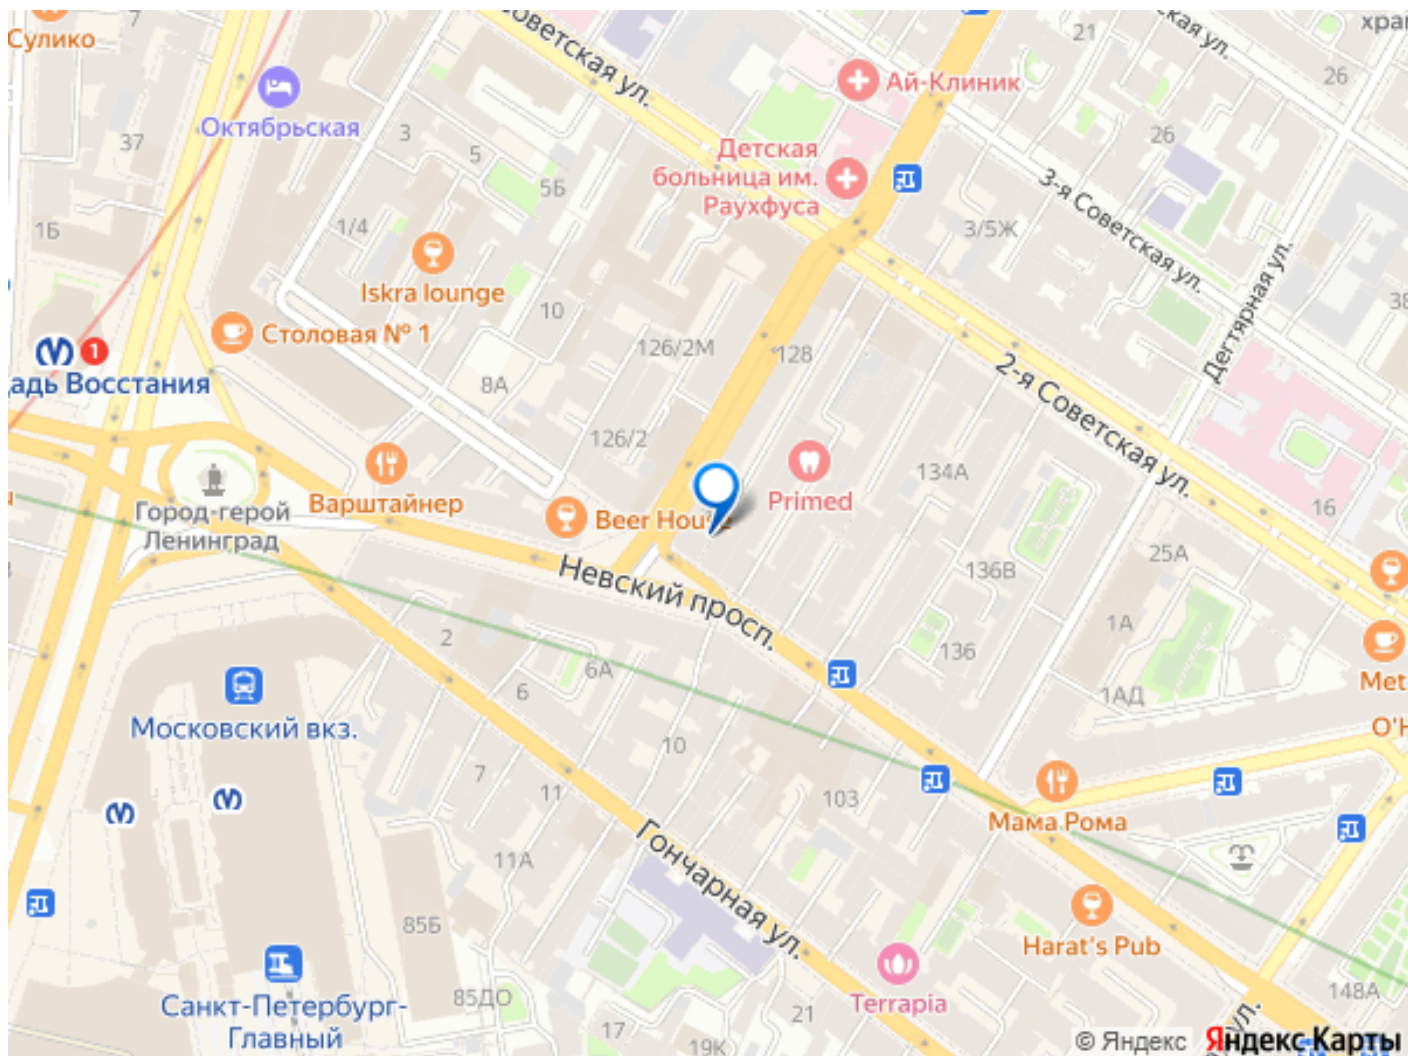 Сулико
7
Октябрьская
37
3
5
5Б
1Б
1/4
Iskra lounge
10
Столовая № 1
1
адь Восстания
8А
126/2М
128
126/2
Советская ул.
Ай-Клиник
Детская
больница им.
Раухфуса
21
26
26
3/5Ж
3-я Советская ул.
Дегтярная ул.
2-я Советская ул.
Варштайнер
Город-герой
Ленинград
Beer House
Primed
134А
136В
136
16
25А
1А
1АД
Невский просп.
2
6А
6
10
7
11
11А
103
Московский вкз.
Мама Рома
Гончарная ул.
85Б
Harat's Pub
Санкт-Петербург-
Главный
85ДО
17
19К
21
Terrapia
148А
ул.
© Яндекс
Яндекс Карты